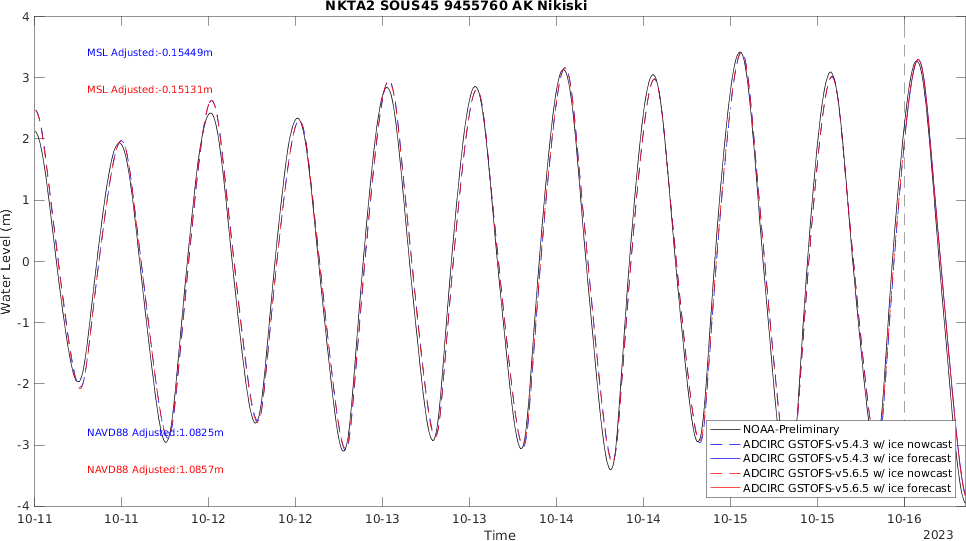 NKTA2 SOUS45 9455760 AK Nikiski
4
3
2
1
0
-1
-2
-3
-4
Water Level (m)
MSL Adjusted:-0.15449m
MSL Adjusted:-0.15131m
NAVD88 Adjusted:1.0825m
NAVD88 Adjusted:1.0857m
NOAA-Preliminary
ADCIRC GSTOFS-v5.4.3 w/ ice nowcast
ADCIRC GSTOFS-v5.4.3 w/ ice forecast
ADCIRC GSTOFS-v5.6.5 w/ ice nowcast
ADCIRC GSTOFS-v5.6.5 w/ ice forecast
10-11 10-11 10-12 10-12 10-13 10-13 10-14 10-14 10-15 10-15 10-16
Time
2023